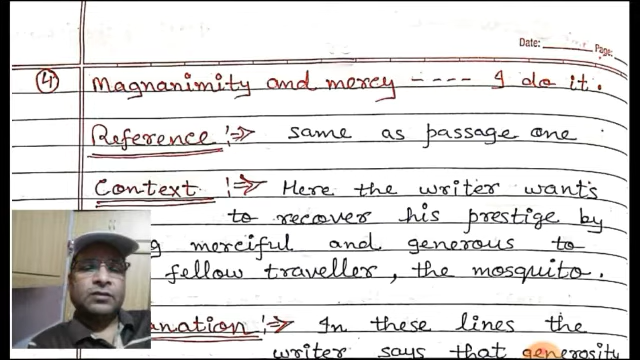 Date: Page:
④ Magnanimity and mercy ---- I do it.
Reference :⇒ same as passage one
Context :⇒ Here the writer wants
to recover his prestige by
g merciful and generous to
fellow traveller, the mosquito.
anation :⇒ In these lines the
writer says that generosity